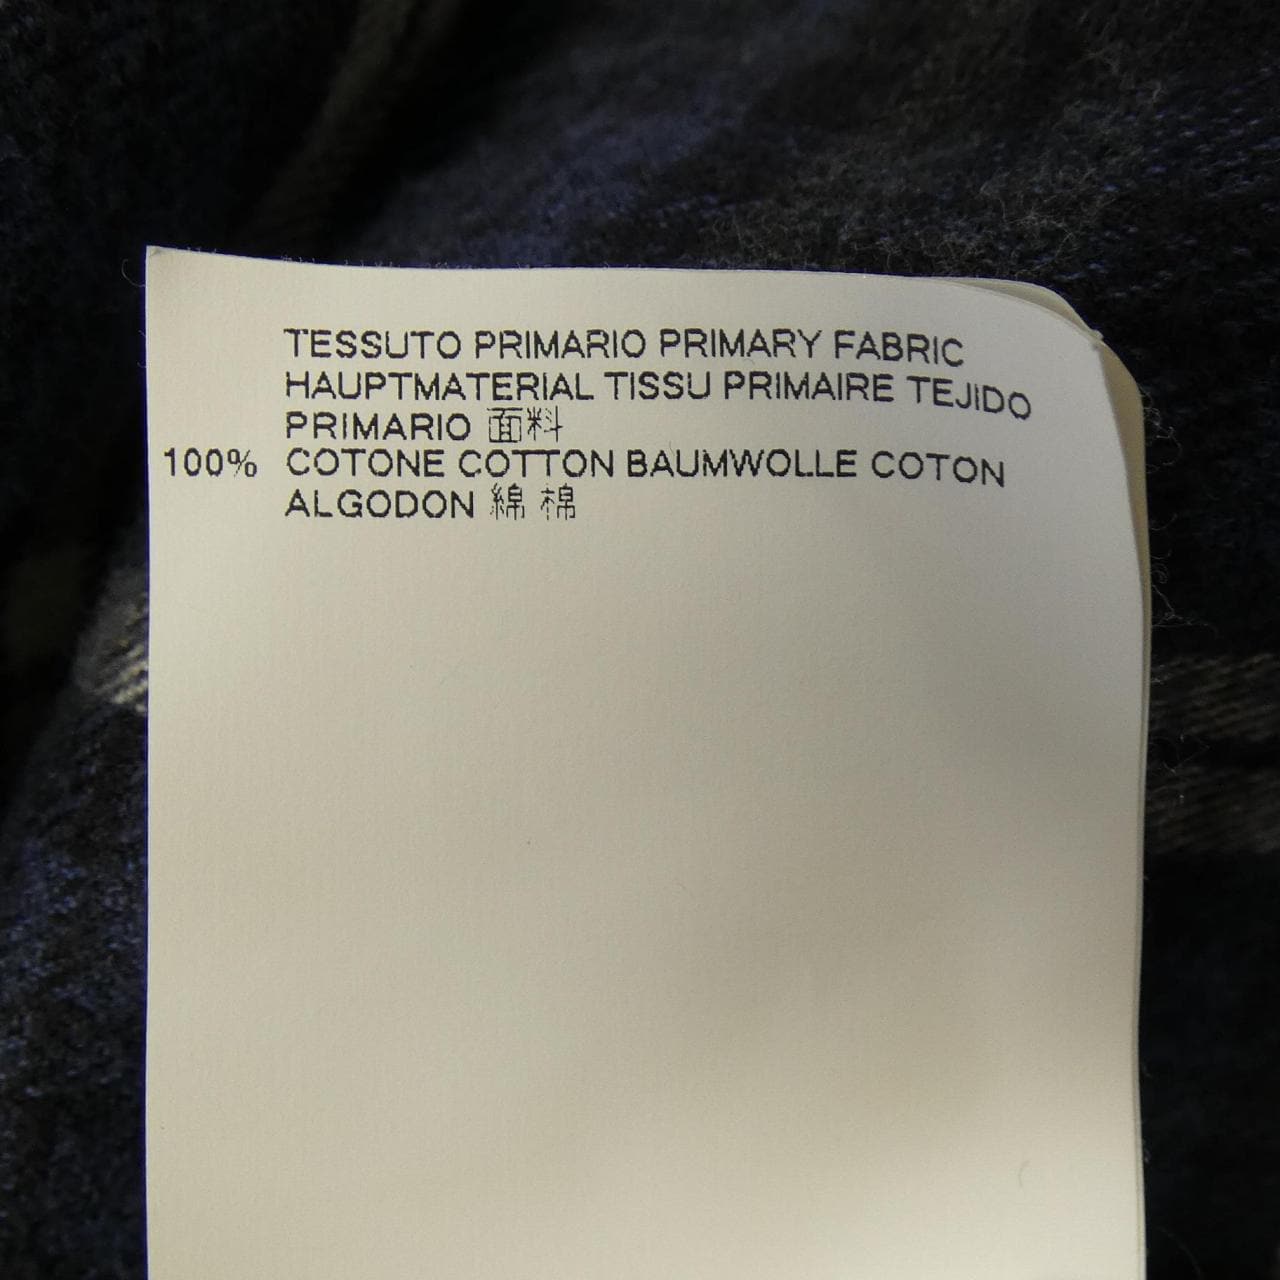 TESSUTO PRIMARIO PRIMARY FABRIC
HAUPTMATERIAL TISSU PRIMAIRE TEJIDO
PRIMARIO 面料
100% COTONE COTTON BAUMWOLLE COTON
ALGODON 綿 棉